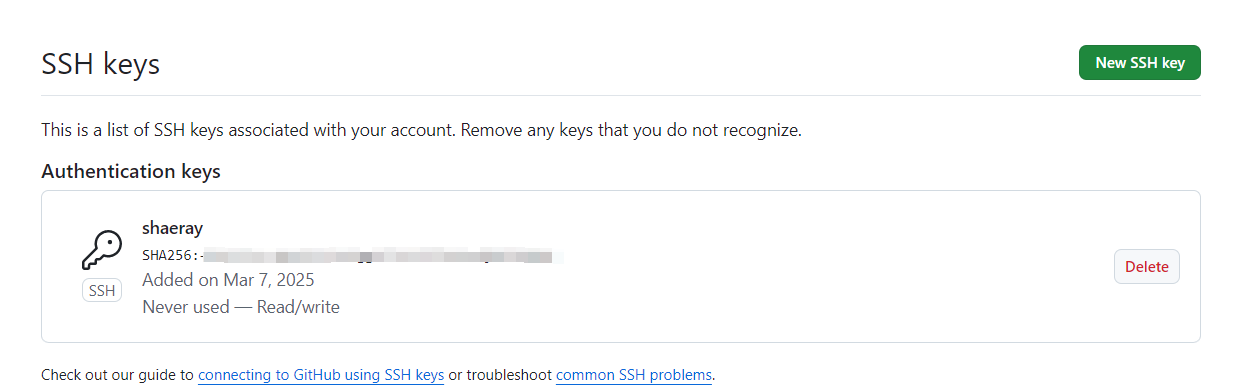 SSH keys
New SSH key
This is a list of SSH keys associated with your account. Remove any keys that you do not recognize.
Authentication keys
shaeray
SHA256:
Added on Mar 7, 2025
SSH
Delete
Never used — Read/write
Check out our guide to connecting to GitHub using SSH keys or troubleshoot common SSH problems.